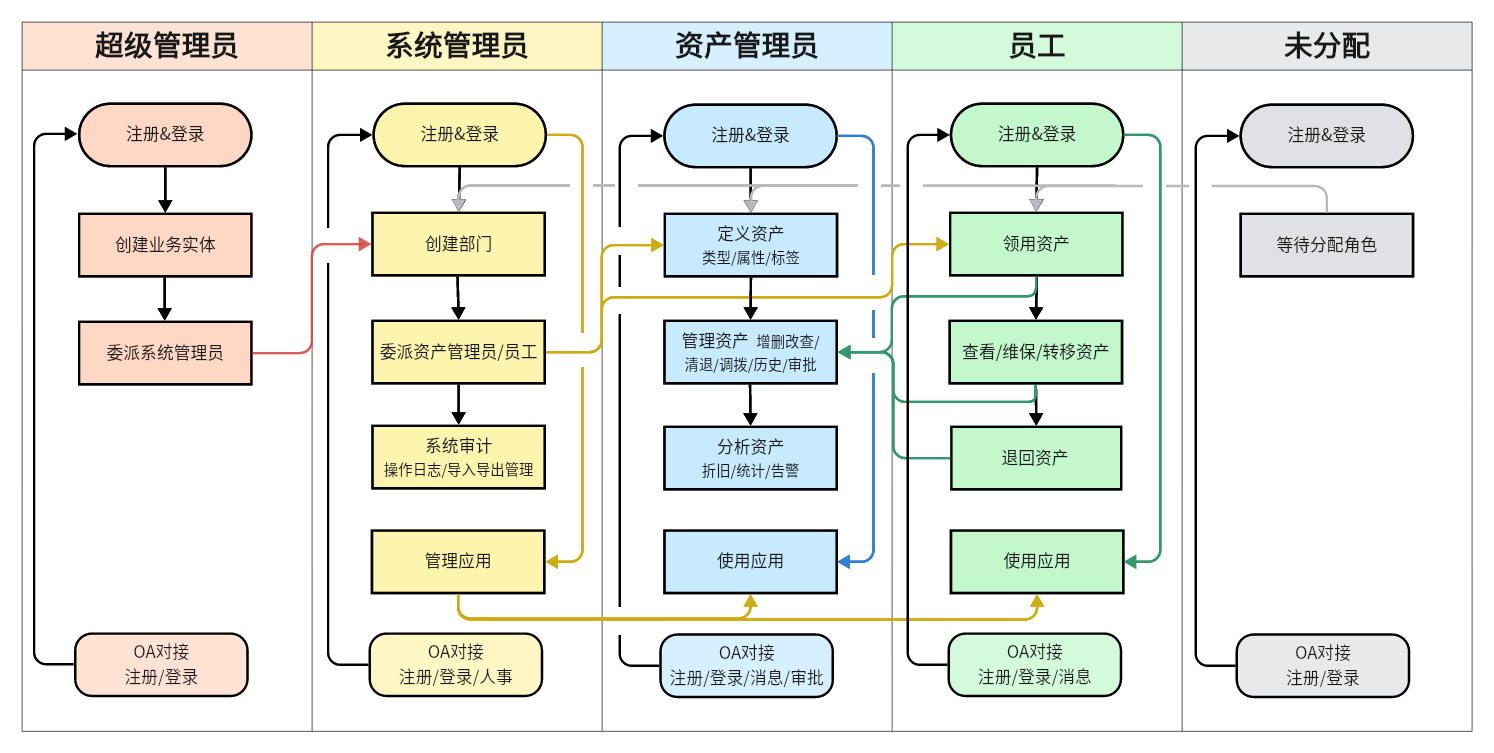 超级管理员
系统管理员
资产管理员
员工
未分配
注册&登录
创建业务实体
委派系统管理员
OA对接
注册/登录
注册&登录
创建部门
委派资产管理员/员工
系统审计
操作日志/导入导出管理
管理应用
OA对接
注册/登录/人事
注册&登录
定义资产
类型/属性/标签
管理资产 增删改查/
清退/调拨/历史/审批
分析资产
折旧/统计/告警
使用应用
OA对接
注册/登录/消息/审批
注册&登录
领用资产
查看/维保/转移资产
退回资产
使用应用
OA对接
注册/登录/消息
注册&登录
等待分配角色
OA对接
注册/登录